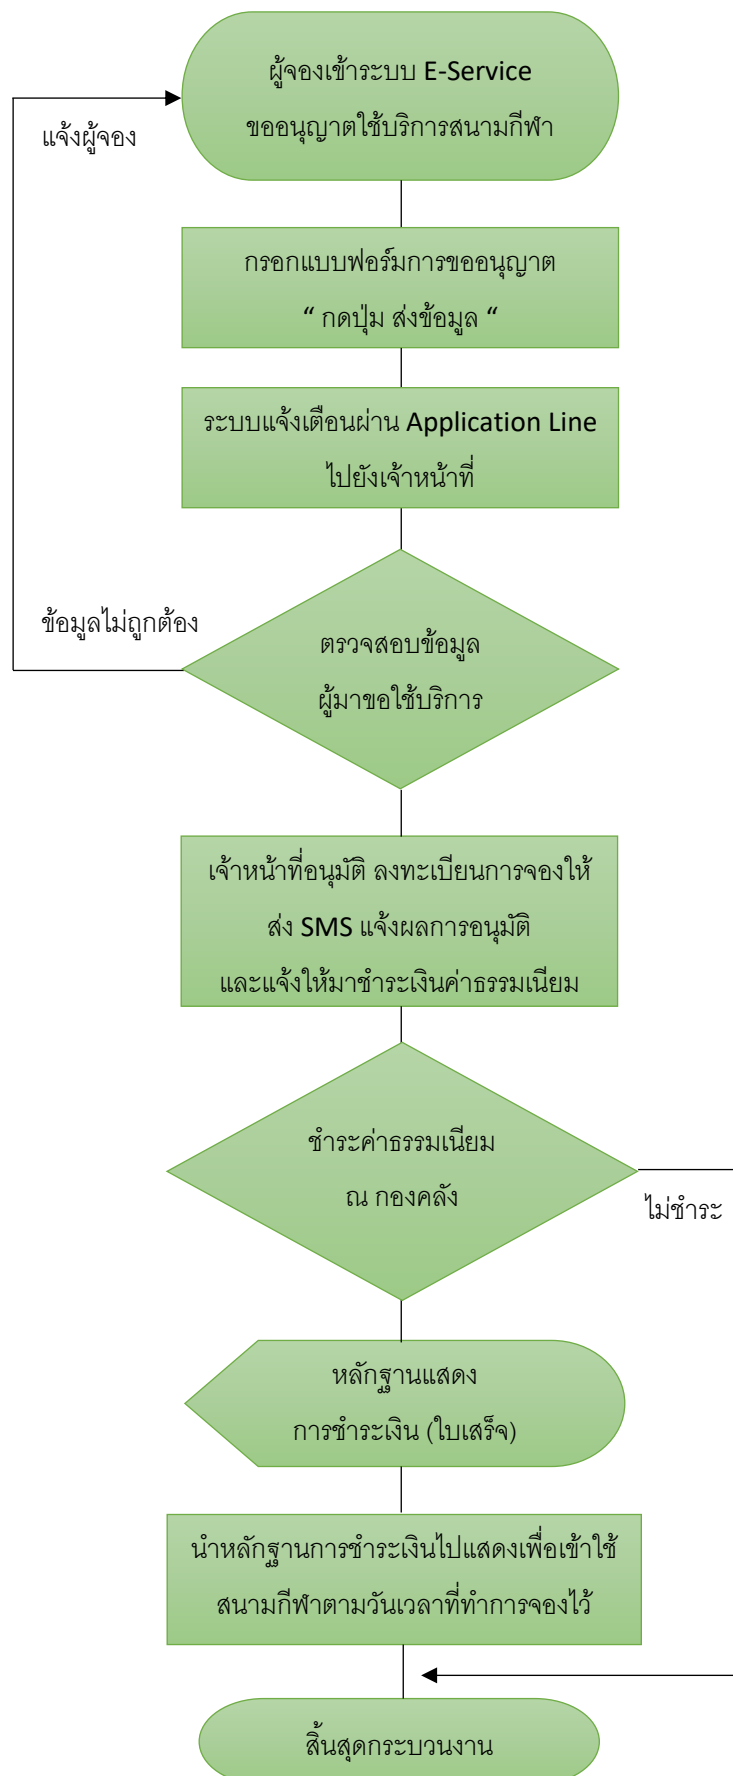 ผู้จองเข้าระบบ E-Service
ขออนุญาตใช้บริการสนามกีฬา
แจ้งผู้จอง
กรอกแบบฟอร์มการขออนุญาต
“ กดปุ่ม ส่งข้อมูล “
ระบบแจ้งเตือนผ่าน Application Line
ไปยังเจ้าหน้าที่
ข้อมูลไม่ถูกต้อง
ตรวจสอบข้อมูล
ผู้มาขอใช้บริการ
เจ้าหน้าที่อนุมัติ ลงทะเบียนการจองให้
ส่ง SMS แจ้งผลการอนุมัติ
และแจ้งให้มาชำระเงินค่าธรรมเนียม
ชำระค่าธรรมเนียม
ณ กองคลัง
ไม่ชำระ
หลักฐานแสดง
การชำระเงิน (ใบเสร็จ)
นำหลักฐานการชำระเงินไปแสดงเพื่อเข้าใช้
สนามกีฬาตามวันเวลาที่ทำการจองไว้
สิ้นสุดกระบวนงาน